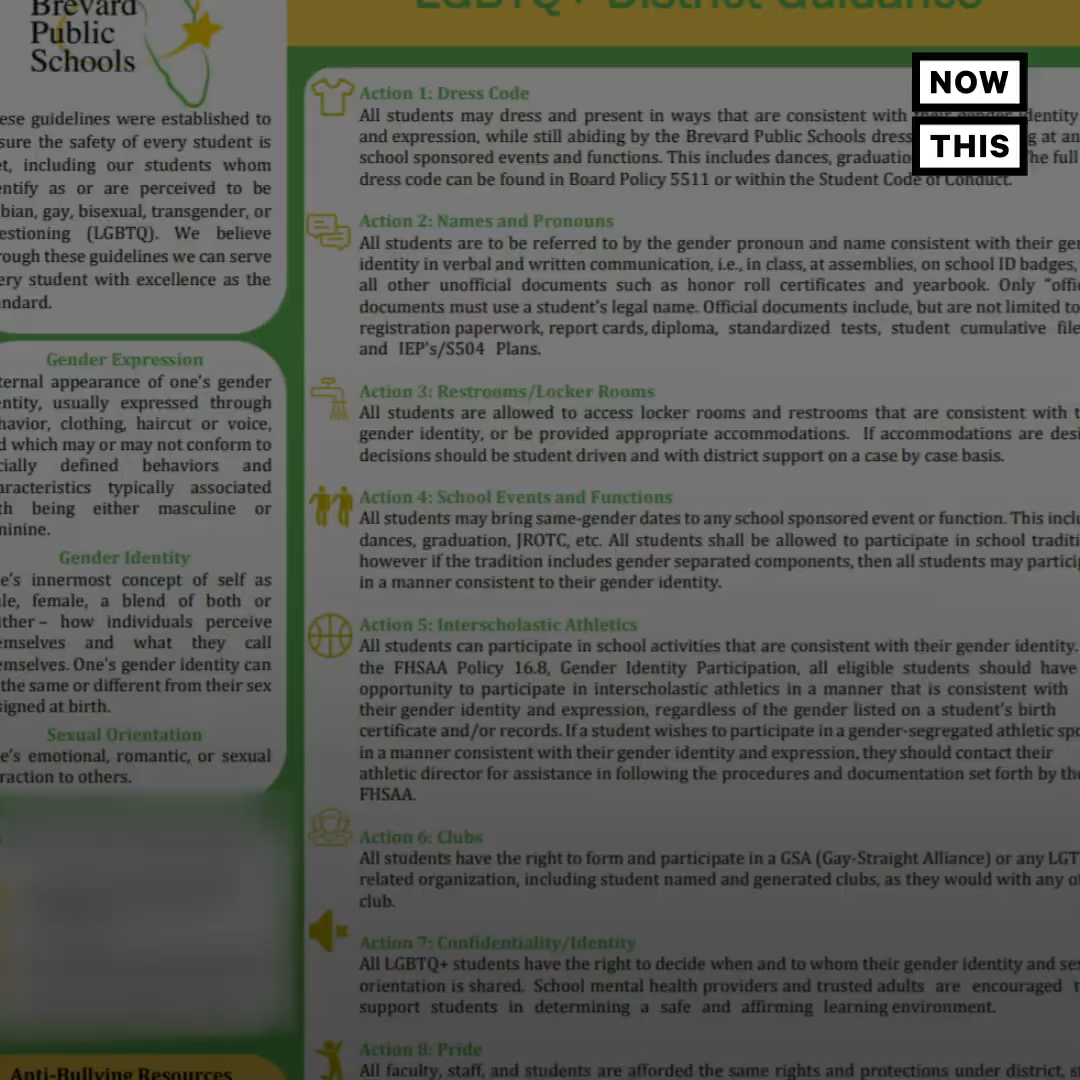 Brevard
Public
Schools
ese guidelines were established to
sure the safety of every student is
et, including our students whom
entify as or are perceived to be
bian, gay, bisexual, transgender, or
estioning (LGBTQ). We believe
rough these guidelines we can serve
ery student with excellence as the
andard.
Gender Expression
ternal appearance of one's gender
entity, usually expressed through
havior, clothing, haircut or voice,
d which may or may not conform to
cially defined behaviors and
aracteristics typically associated
th being either masculine or
minine.
Gender Identity
e's innermost concept of self as
le, female, a blend of both or
ither – how individuals perceive
emselves and what they call
emselves. One's gender identity can
the same or different from their sex
signed at birth.
Sexual Orientation
e's emotional, romantic, or sexual
raction to others.
Anti-Bullying Resources
LGBTQ+ District Guidance
NOW
THIS
Action 1: Dress Code
All students may dress and present in ways that are consistent with their gender identity
and expression, while still abiding by the Brevard Public Schools dress g at an
school sponsored events and functions. This includes dances, graduatio he full
dress code can be found in Board Policy 5511 or within the Student Code of Conduct.
Action 2: Names and Pronouns
All students are to be referred to by the gender pronoun and name consistent with their gen
identity in verbal and written communication, i.e., in class, at assemblies, on school ID badges,
all other unofficial documents such as honor roll certificates and yearbook. Only "offic
documents must use a student's legal name. Official documents include, but are not limited to
registration paperwork, report cards, diploma, standardized tests, student cumulative file
and IEP's/S504 Plans.
Action 3: Restrooms/Locker Rooms
All students are allowed to access locker rooms and restrooms that are consistent with t
gender identity, or be provided appropriate accommodations. If accommodations are desi
decisions should be student driven and with district support on a case by case basis.
Action 4: School Events and Functions
All students may bring same-gender dates to any school sponsored event or function. This inclu
dances, graduation, JROTC, etc. All students shall be allowed to participate in school traditi
however if the tradition includes gender separated components, then all students may particip
in a manner consistent to their gender identity.
Action 5: Interscholastic Athletics
All students can participate in school activities that are consistent with their gender identity.
the FHSAA Policy 16.8, Gender Identity Participation, all eligible students should have
opportunity to participate in interscholastic athletics in a manner that is consistent with
their gender identity and expression, regardless of the gender listed on a student's birth
certificate and/or records. If a student wishes to participate in a gender-segregated athletic spo
in a manner consistent with their gender identity and expression, they should contact their
athletic director for assistance in following the procedures and documentation set forth by the
FHSAA.
Action 6: Clubs
All students have the right to form and participate in a GSA (Gay-Straight Alliance) or any LGT
related organization, including student named and generated clubs, as they would with any o
club.
Action 7: Confidentiality/Identity
All LGBTQ+ students have the right to decide when and to whom their gender identity and sex
orientation is shared. School mental health providers and trusted adults are encouraged t
support students in determining a safe and affirming learning environment.
Action 8: Pride
All faculty, staff, and students are afforded the same rights and protections under district, s